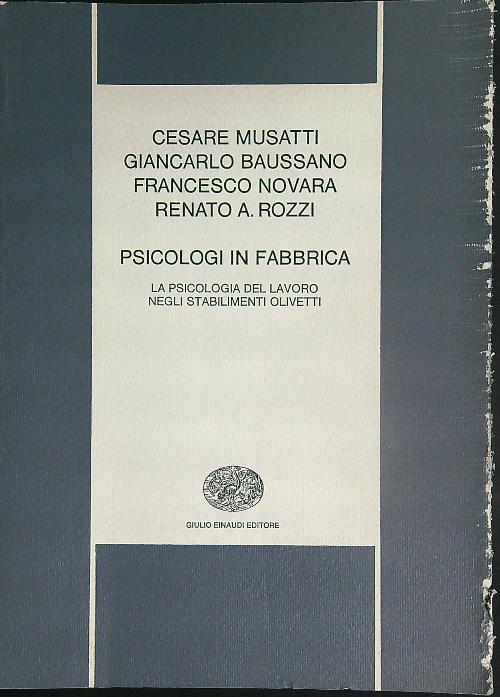 CESARE MUSATTI
GIANCARLO BAUSSANO
FRANCESCO NOVARA
RENATO A. ROZZI
PSICOLOGI IN FABBRICA
LA PSICOLOGIA DEL LAVORO
NEGLI STABILIMENTI OLIVETTI
GIULIO EINAUDI EDITORE